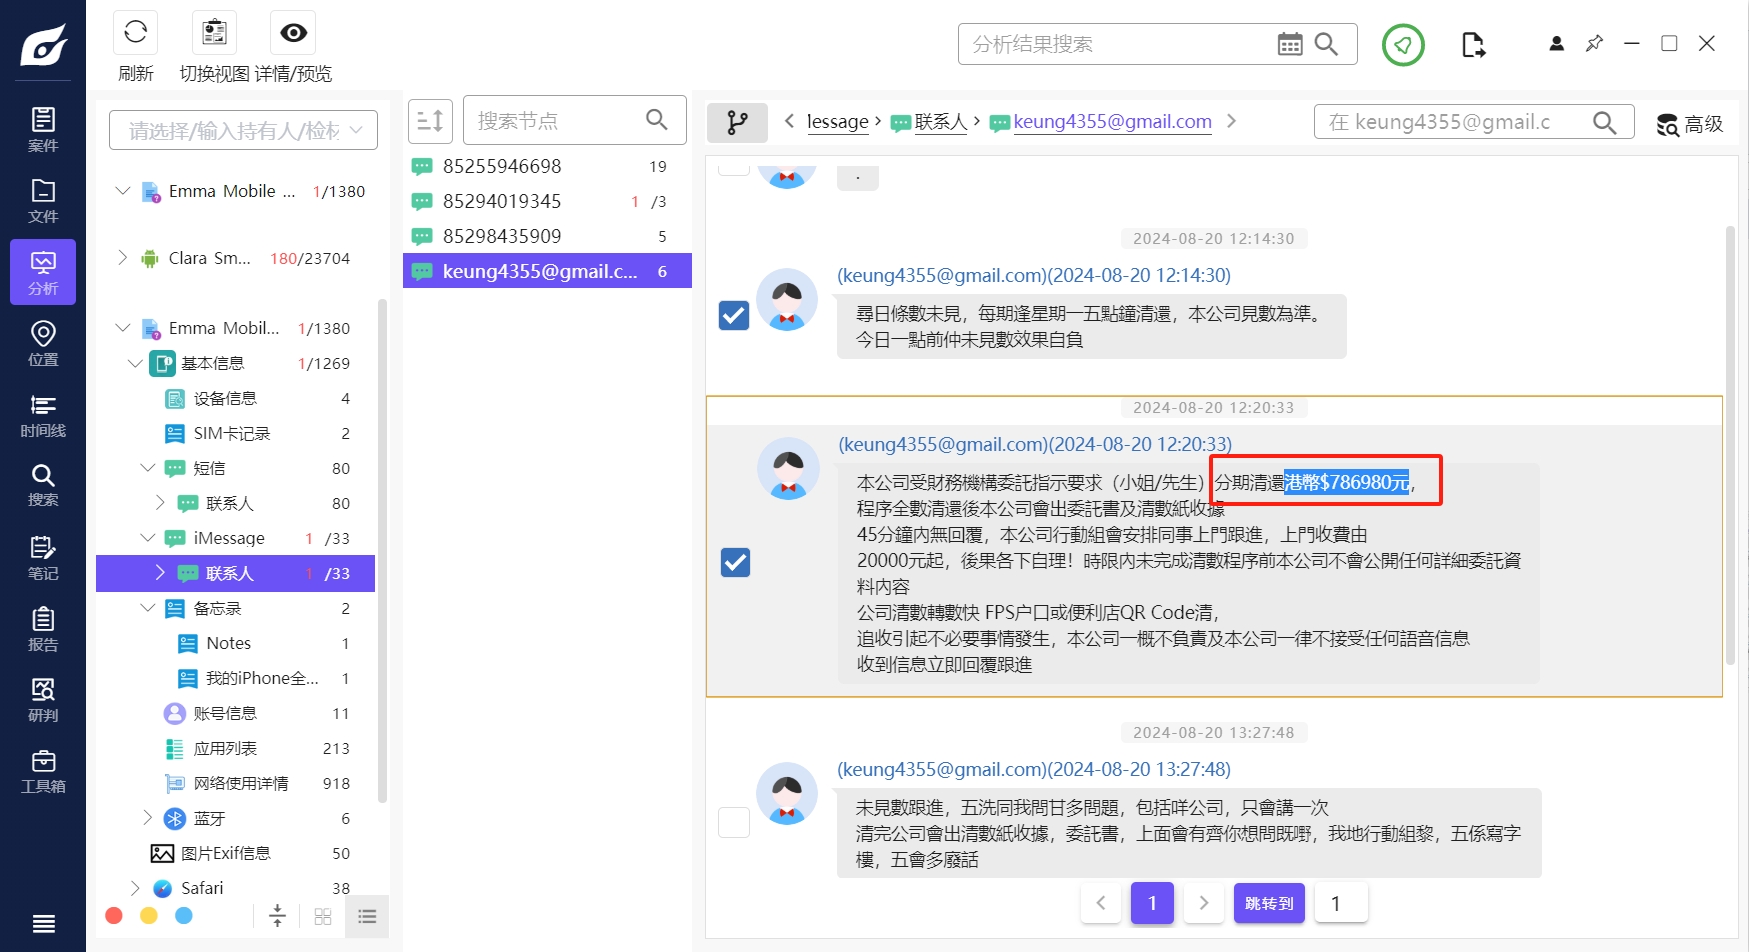 刷新
切换视图
详情/预览
分析结果搜索
案件
文件
分析
位置
时间线
搜索
笔记
报告
研判
工具箱
请选择/输入持有人/检材
Emma Mobile ... 1/1380
Clara Sm... 180/23704
Emma Mobil... 1/1380
基本信息 1/1269
设备信息 4
SIM卡记录 2
短信 80
联系人 80
iMessage 1 /33
联系人 1 /33
备忘录 2
Notes 1
我的iPhone全... 1
账号信息 11
应用列表 213
网络使用详情 918
蓝牙 6
图片Exif信息 50
Safari 38
搜索节点
85255946698 19
85294019345 1 /3
85298435909 5
keung4355@gmail.c... 6
lessage > 联系人 > keung4355@gmail.com
在 keung4355@gmail.c
高级
.
2024-08-20 12:14:30
(keung4355@gmail.com)(2024-08-20 12:14:30)
尋日條數未見，每期逢星期一五點鐘清還，本公司見數為準。
今日一點前仲未見數效果自負
2024-08-20 12:20:33
(keung4355@gmail.com)(2024-08-20 12:20:33)
本公司受財務機構委託指示要求（小姐/先生）分期清還港幣$786980元，
程序全數清還後本公司會出委託書及清數紙收據
45分鐘內無回覆，本公司行動組會安排同事上門跟進，上門收費由
20000元起，後果各下自理！時限內未完成清數程序前本公司不會公開任何詳細委託資
料内容
公司清數轉數快 FPS户口或便利店QR Code清，
追收引起不必要事情發生，本公司一概不負責及本公司一律不接受任何語音信息
收到信息立即回覆跟進
2024-08-20 13:27:48
(keung4355@gmail.com)(2024-08-20 13:27:48)
未見數跟進，五洗同我問甘多問題，包括咩公司，只會講一次
清完公司會出清數紙收據，委託書，上面會有齊你想問既嘢，我地行動組黎，五係寫字
樓，五會多廢話
1
跳转到
1